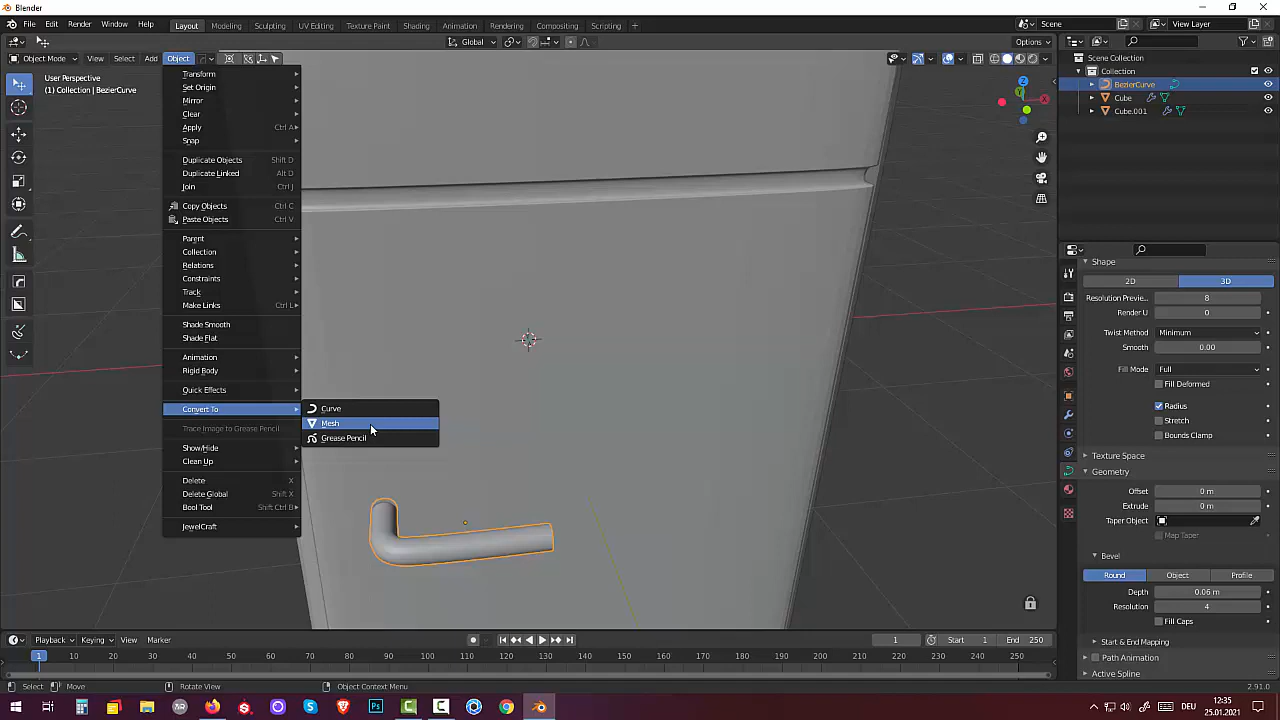 Blender
File Edit Render Window Help Layout Modeling Sculpting UV Editing Texture Paint Shading Animation Rendering Compositing Scripting + Scene View Layer
Global Options
Object Mode View Select Add Object
User Perspective
(1) Collection | BezierCurve
Transform
Set Origin
Mirror
Clear
Apply Ctrl A
Snap
Duplicate Objects Shift D
Duplicate Linked Alt D
Join Ctrl J
Copy Objects Ctrl C
Paste Objects Ctrl V
Parent
Collection
Relations
Constraints
Track
Make Links Ctrl L
Shade Smooth
Shade Flat
Animation
Rigid Body
Quick Effects
Convert To
Trace Image to Grease Pencil
Show/Hide
Clean Up
Delete X
Delete Global Shift X
Bool Tool Shift Ctrl B
JewelCraft
Curve
Mesh
Grease Pencil
Z
Y
X
Scene Collection
Collection
BezierCurve
Cube
Cube.001
Shape
2D 3D
Resolution Previe... 8
Render U 0
Twist Method Minimum
Smooth 0.00
Fill Mode Full
Fill Deformed
Radius
Stretch
Bounds Clamp
Texture Space
Geometry
Offset 0 m
Extrude 0 m
Taper Object
Map Taper
Bevel
Round Object Profile
Depth 0.06 m
Resolution 4
Fill Caps
Start & End Mapping
Path Animation
Active Spline
Playback Keying View Marker 1 Start 1 End 250
1 10 20 30 40 50 60 70 80 90 100 110 120 130 140 150 160 170 180 190 200 210 220 230 240 250
Select Move Rotate View Object Context Menu 2.91.0
Ps DEU 12:35
25.01.2021